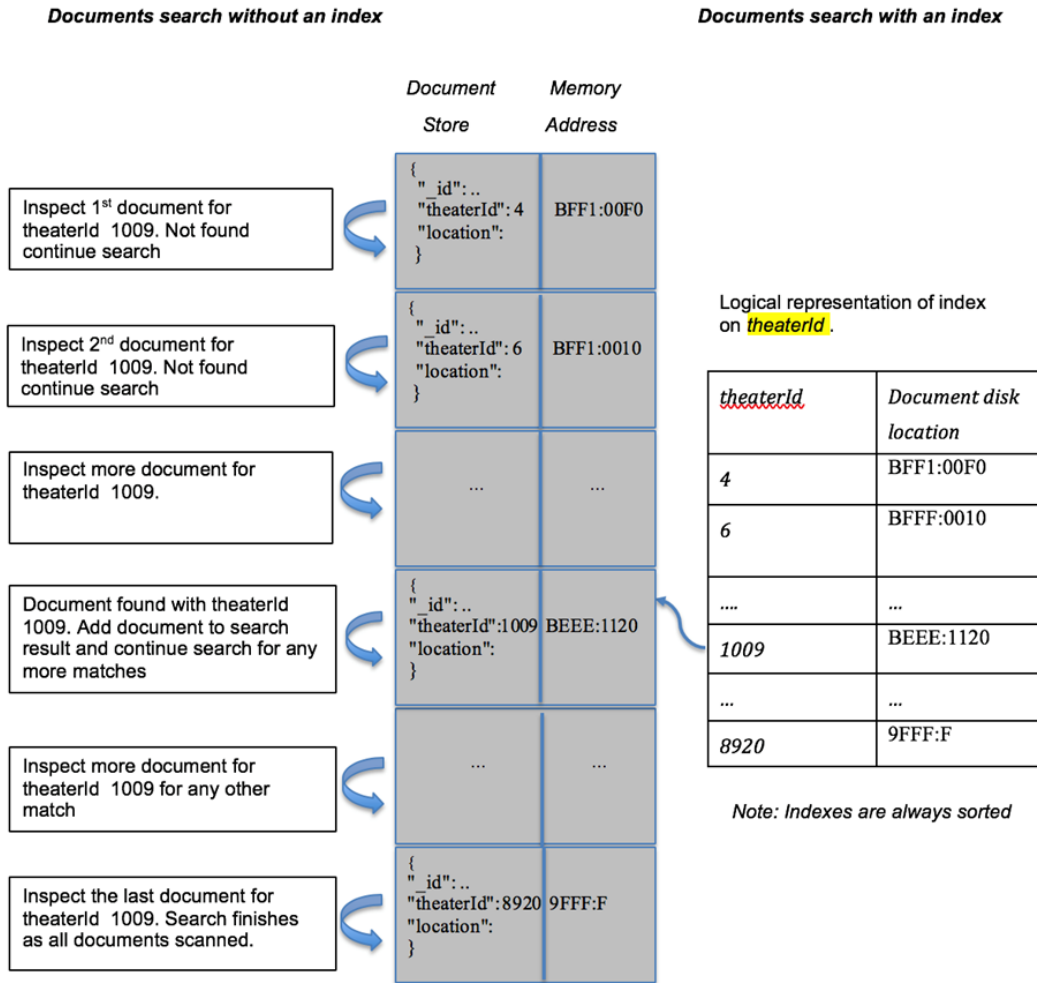 Documents search without an index
Documents search with an index
Document
Store
Memory
Address
Inspect 1st document for
theaterId 1009. Not found
continue search
{
"_id": ..
"theaterId": 4
"location":
}
BFF1:00F0
Inspect 2nd document for
theaterId 1009. Not found
continue search
{
"_id": ..
"theaterId": 6
"location":
}
BFF1:0010
Inspect more document for
theaterId 1009.
...
...
Document found with theaterId
1009. Add document to search
result and continue search for any
more matches
{
"_id": ..
"theaterId":1009
"location":
}
BEEE:1120
Inspect more document for
theaterId 1009 for any other
match
...
...
Inspect the last document for
theaterId 1009. Search finishes
as all documents scanned.
{
"_id": ..
"theaterId":8920
"location":
}
9FFF:F
Logical representation of index
on theaterId .
theaterId
Document disk
location
4
BFF1:00F0
6
BFFF:0010
....
...
1009
BEEE:1120
...
...
8920
9FFF:F
Note: Indexes are always sorted